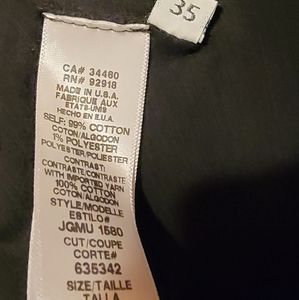 35
CA# 34460
RN# 92918
MADE IN U.S.A.
FABRIQUE AUX
ETATS-UNIS
HECHO EN E.U.A.
SELF: 99% COTTON
COTON/ALGODON
1% POLYESTER
POLYESTER/POLIESTER
CONTRAST:
CONTRASTE/CONTRASTE
WITH IMPORTED YARN
100% COTTON
COTON/ALGODON
STYLE/MODELLE
ESTILO#
JGMU 1580
CUT/COUPE
CORTE#
635342
SIZE/TAILLE
TALLA